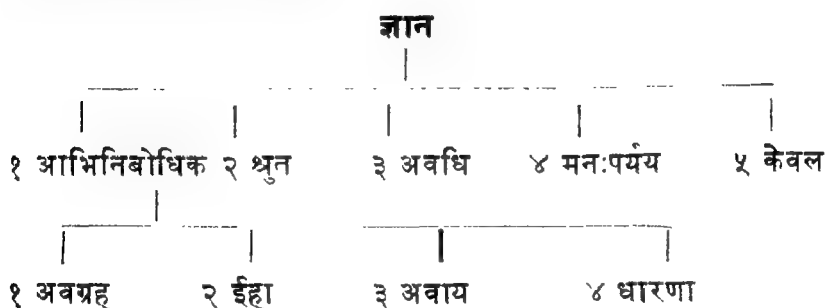 ज्ञान
१ आभिनिबोधिक २ श्रुत ३ अवधि ४ मनःपर्यय ५ केवल
१ अवग्रह २ ईहा ३ अवाय ४ धारणा